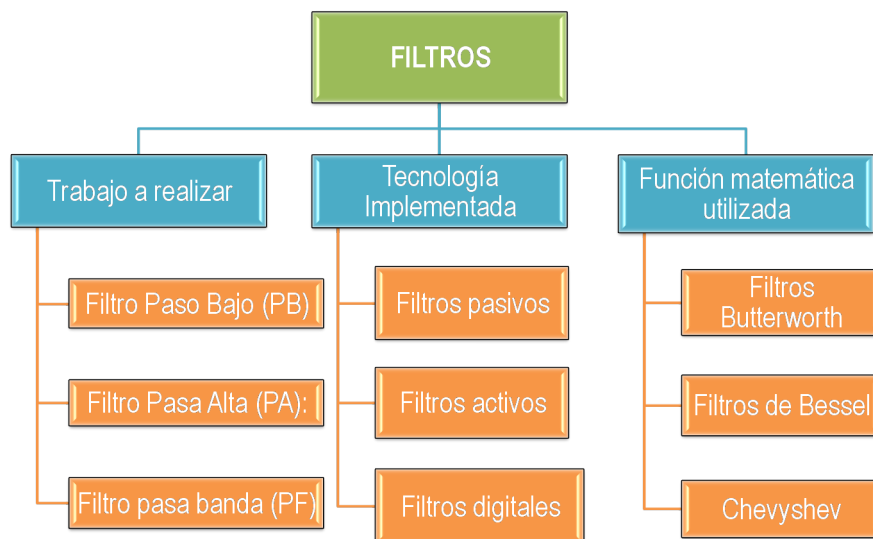 FILTROS
Trabajo a realizar
Filtro Paso Bajo (PB)
Filtro Pasa Alta (PA):
Filtro pasa banda (PF)
Tecnología
Implementada
Filtros pasivos
Filtros activos
Filtros digitales
Función matemática
utilizada
Filtros
Butterworth
Filtros de Bessel
Chevyshev